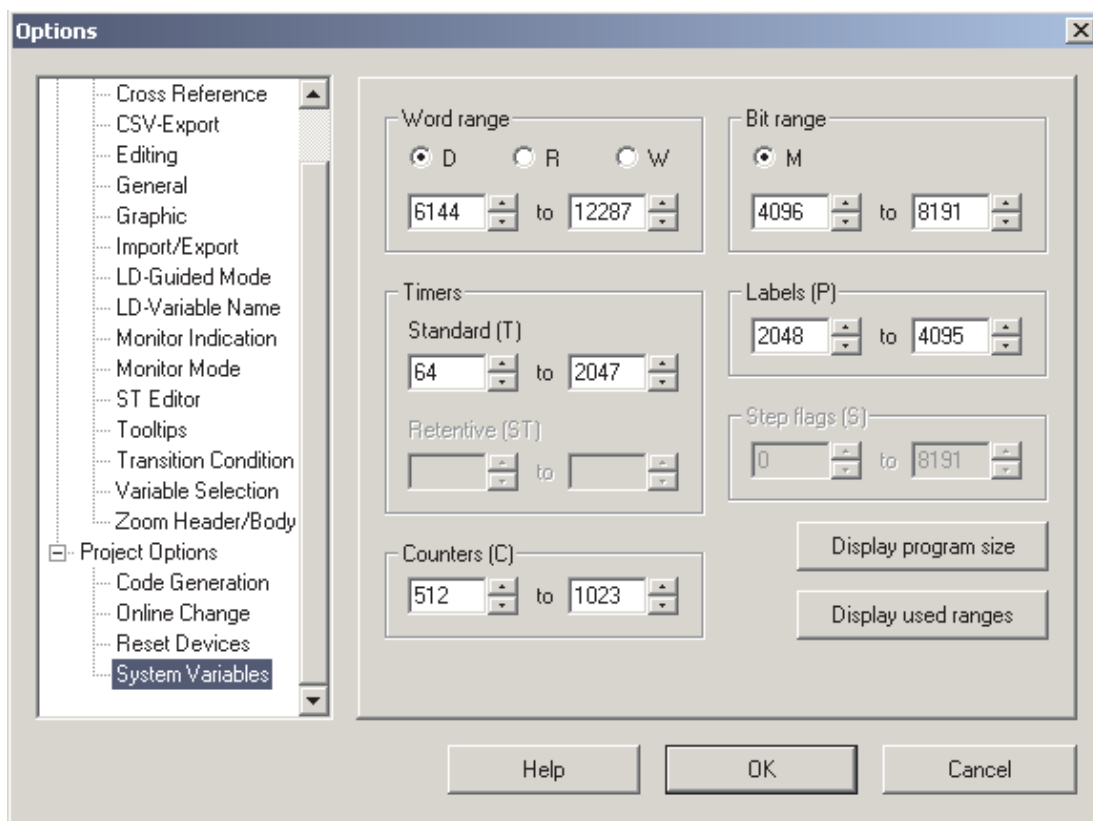 Options
Cross Reference
CSV-Export
Editing
General
Graphic
Import/Export
LD-Guided Mode
LD-Variable Name
Monitor Indication
Monitor Mode
ST Editor
Tooltips
Transition Condition
Variable Selection
Zoom Header/Body
Project Options
Code Generation
Online Change
Reset Devices
System Variables
Word range
D R W
6144 to 12287
Timers
Standard (T)
64 to 2047
Retentive (ST)
to
Counters (C)
512 to 1023
Bit range
M
4096 to 8191
Labels (P)
2048 to 4095
Step flags (S)
0 to 8191
Display program size
Display used ranges
Help OK Cancel